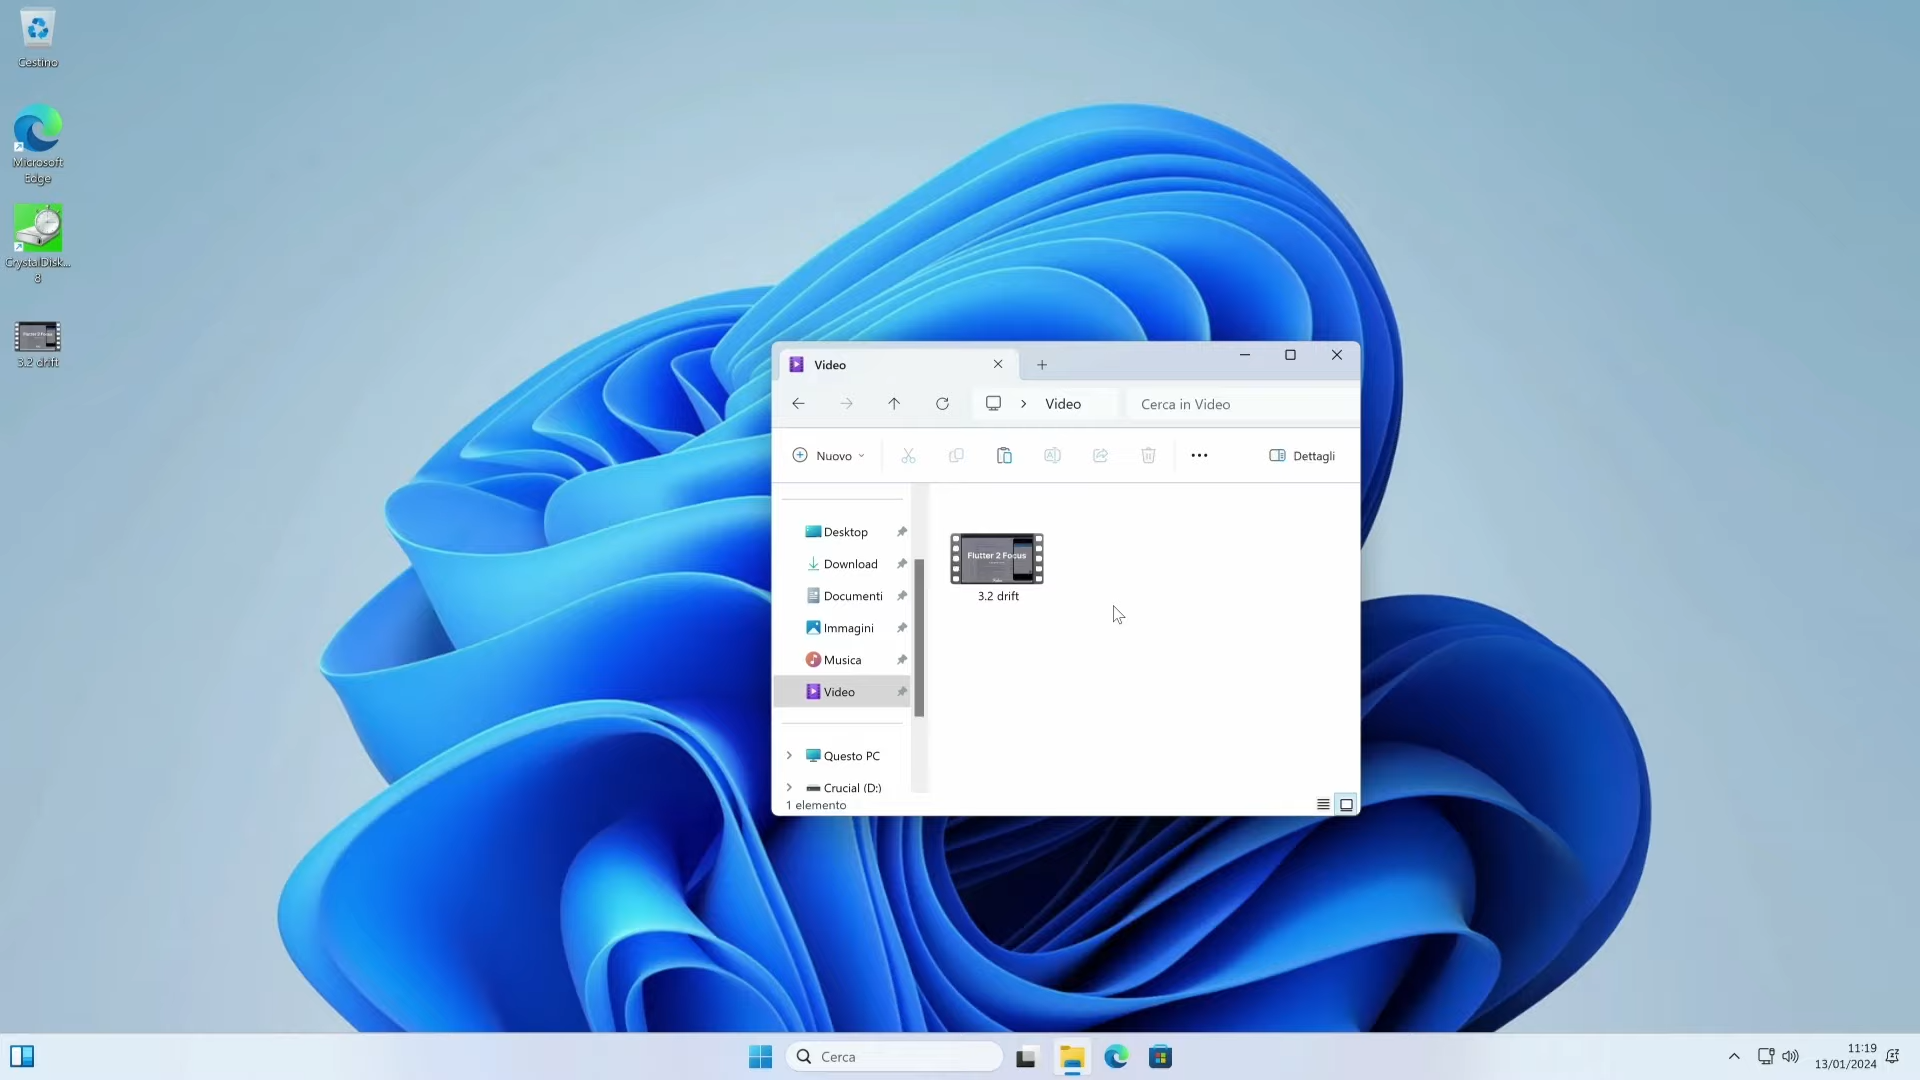 Cestino
Microsoft
Edge
CrystalDisk...
8
3.2 drift
Video
Video
Cerca in Video
Nuovo
Dettagli
Desktop
Download
Documenti
Immagini
Musica
Video
Questo PC
Crucial (D:)
Flutter 2 Focus
3.2 drift
1 elemento
Cerca
11:19
13/01/2024